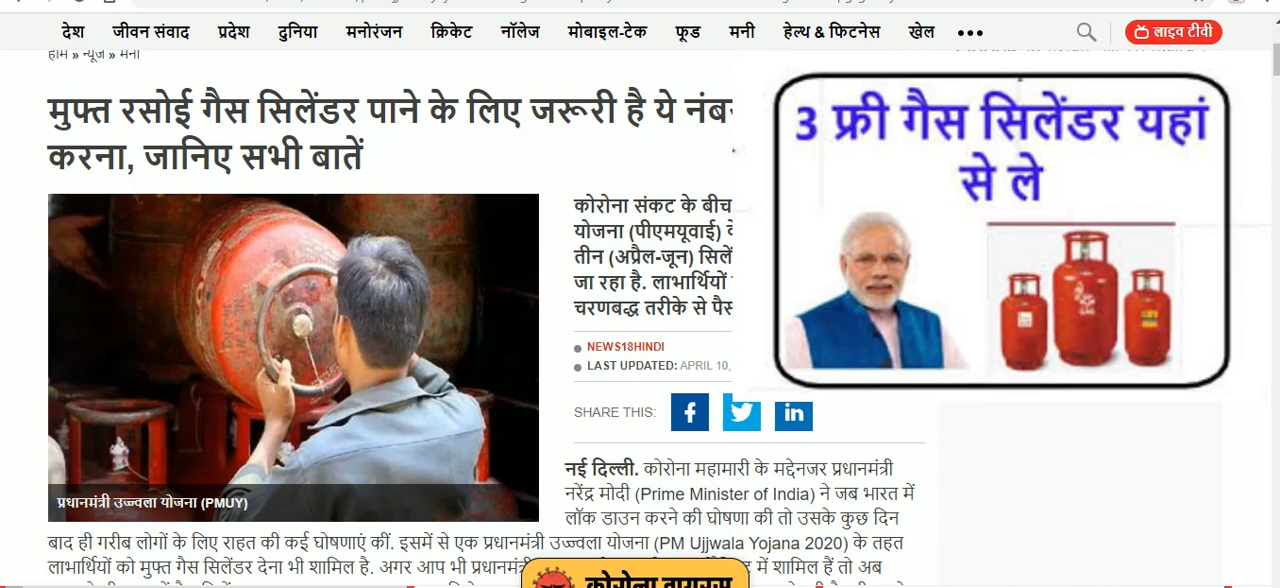 देश जीवन संवाद प्रदेश दुनिया मनोरंजन क्रिकेट नॉलेज मोबाइल-टेक फूड मनी हेल्थ & फिटनेस खेल ••• लाइव टीवी
होम » न्यूज » मनी
मुफ्त रसोई गैस सिलेंडर पाने के लिए जरूरी है ये
करना, जानिए सभी बातें
3 फ्री गैस सिलेंडर यहां
से ले
प्रधानमंत्री उज्ज्वला योजना (PMUY)
कोरोना संकट के बीच
योजना (पीएमयूवाई)
तीन (अप्रैल-जून)
जा रहा है. लाभार्थियों
चरणबद्ध तरीके से
NEWS18HINDI
LAST UPDATED: APRIL 10,
SHARE THIS:
नई दिल्ली. कोरोना महामारी के मद्देनजर प्रधानमंत्री
नरेंद्र मोदी (Prime Minister of India) ने जब भारत में
लॉक डाउन करने की घोषणा की तो उसके कुछ दिन
बाद ही गरीब लोगों के लिए राहत की कई घोषणाएं कीं. इसमें से एक प्रधानमंत्री उज्ज्वला योजना (PM Ujjwala Yojana 2020) के तहत
लाभार्थियों को मुफ्त गैस सिलेंडर देना भी शामिल है. अगर आप भी में शामिल हैं तो अब
कोरोना वायरस